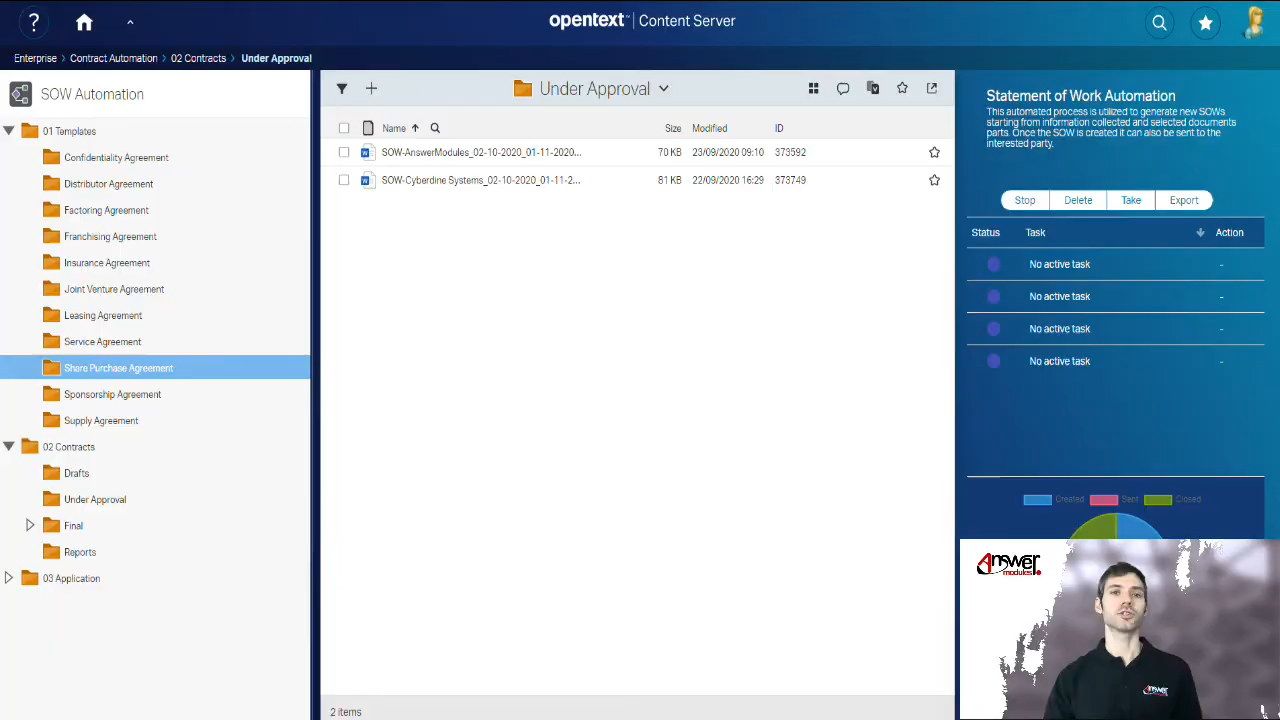 ?
opentext™ | Content Server
Enterprise > Contract Automation > 02 Contracts > Under Approval
SOW Automation
01 Templates
Confidentiality Agreement
Distributor Agreement
Factoring Agreement
Franchising Agreement
Insurance Agreement
Joint Venture Agreement
Leasing Agreement
Service Agreement
Share Purchase Agreement
Sponsorship Agreement
Supply Agreement
02 Contracts
Drafts
Under Approval
Final
Reports
03 Application
Under Approval
Name Size Modified ID
SOW-AnswerModules_02-10-2020_01-11-2020... 70 KB 23/09/2020 09:10 373592
SOW-Cyberdine Systems_02-10-2020_01-11-2... 81 KB 22/09/2020 16:29 373749
2 items
Statement of Work Automation
This automated process is utilized to generate new SOWs
starting from information collected and selected documents
parts. Once the SOW is created it can also be sent to the
interested party.
Stop Delete Take Export
Status Task Action
No active task -
No active task -
No active task -
No active task -
Created Sent Closed
Answer
modules
Answer
modules